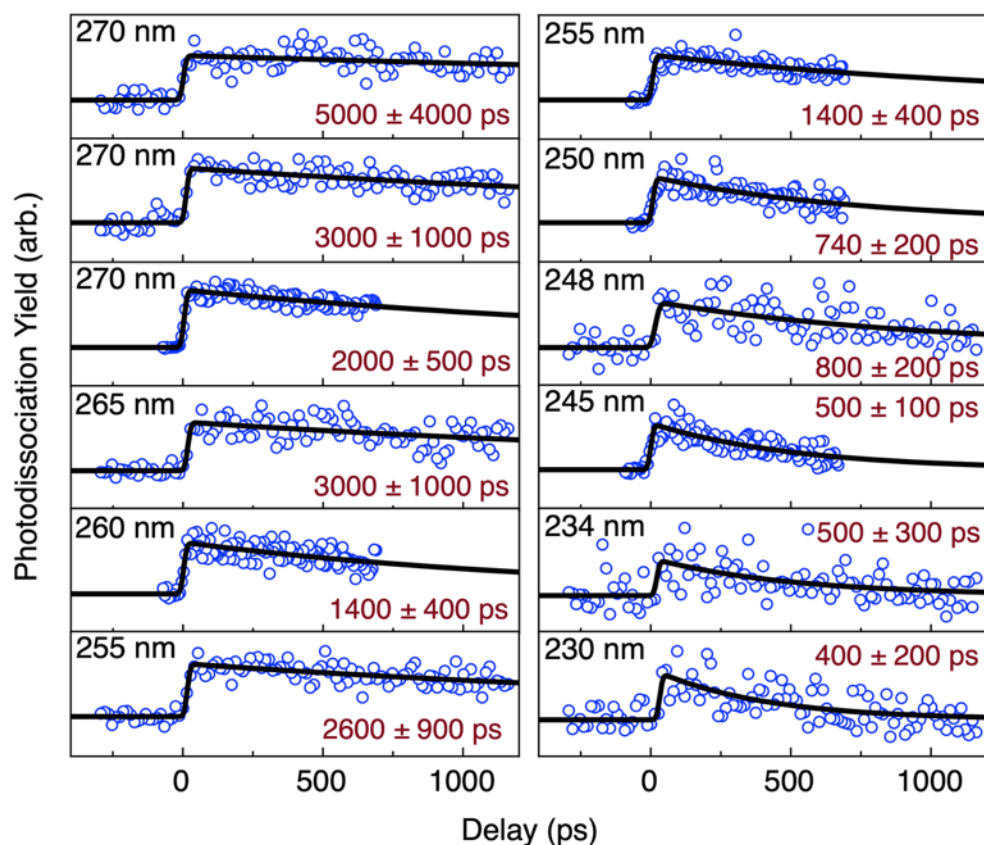 Photodissociation Yield (arb.)
270 nm
5000 ± 4000 ps
270 nm
3000 ± 1000 ps
270 nm
2000 ± 500 ps
265 nm
3000 ± 1000 ps
260 nm
1400 ± 400 ps
255 nm
2600 ± 900 ps
255 nm
1400 ± 400 ps
250 nm
740 ± 200 ps
248 nm
800 ± 200 ps
245 nm
500 ± 100 ps
234 nm
500 ± 300 ps
230 nm
400 ± 200 ps
0 500 1000 0 500 1000
Delay (ps)